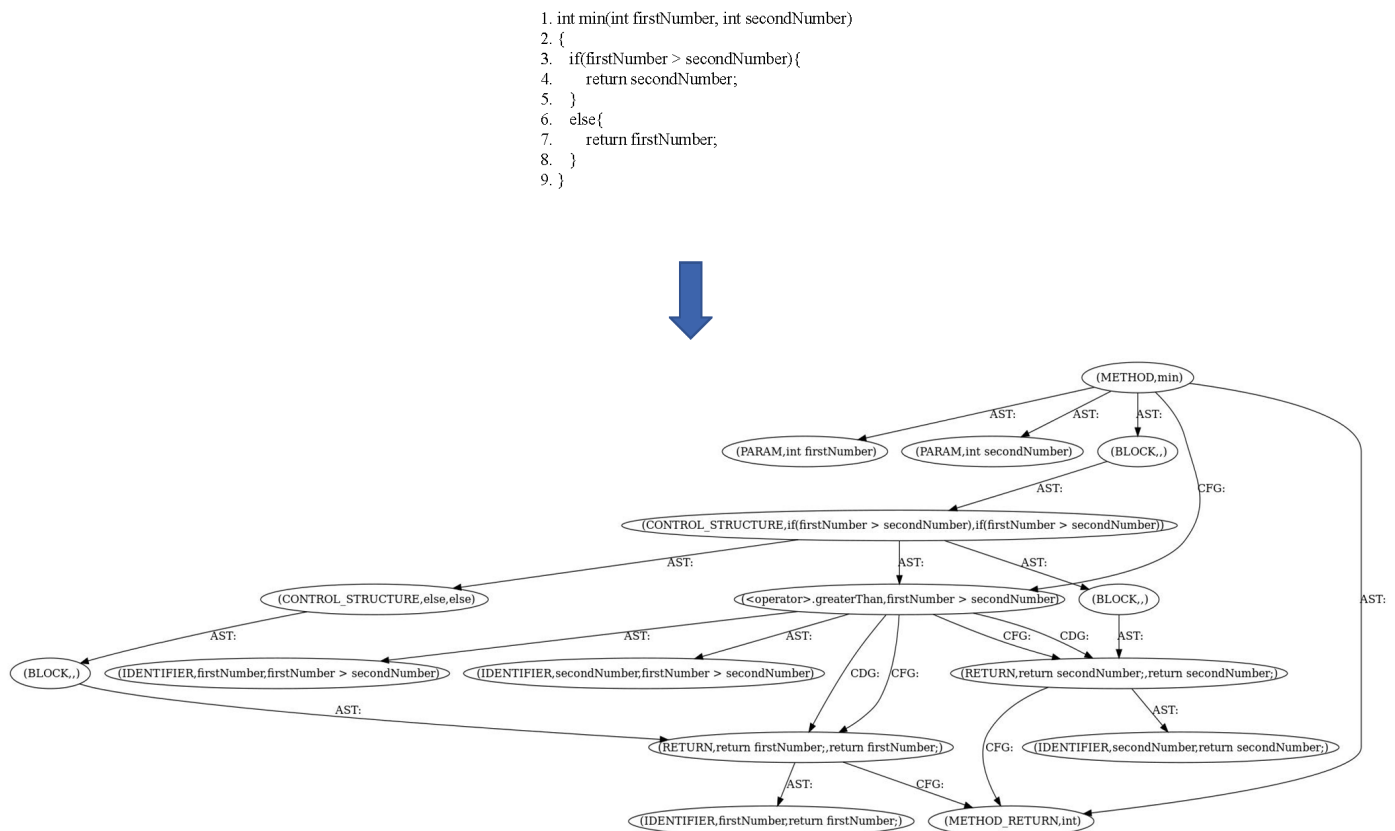 1. int min(int firstNumber, int secondNumber)
2. {
3. if(firstNumber > secondNumber){
4. return secondNumber;
5. }
6. else{
7. return firstNumber;
8. }
9. }
(METHOD,min)
AST:
AST:
AST:
(PARAM,int firstNumber)
(PARAM,int secondNumber)
(BLOCK,,)
AST:
CFG:
(CONTROL_STRUCTURE,if(firstNumber > secondNumber),if(firstNumber > secondNumber))
AST:
AST:
AST:
(CONTROL_STRUCTURE,else,else)
(<operator>.greaterThan,firstNumber > secondNumber)
(BLOCK,,)
AST:
AST:
AST:
AST:
CFG:
CDG:
AST:
(BLOCK,,)
(IDENTIFIER,firstNumber,firstNumber > secondNumber)
(IDENTIFIER,secondNumber,firstNumber > secondNumber)
CDG:
CFG:
(RETURN,return secondNumber;,return secondNumber;)
AST:
AST:
(RETURN,return firstNumber;,return firstNumber;)
CFG:
(IDENTIFIER,secondNumber,return secondNumber;)
AST:
CFG:
(IDENTIFIER,firstNumber,return firstNumber;)
(METHOD_RETURN,int)